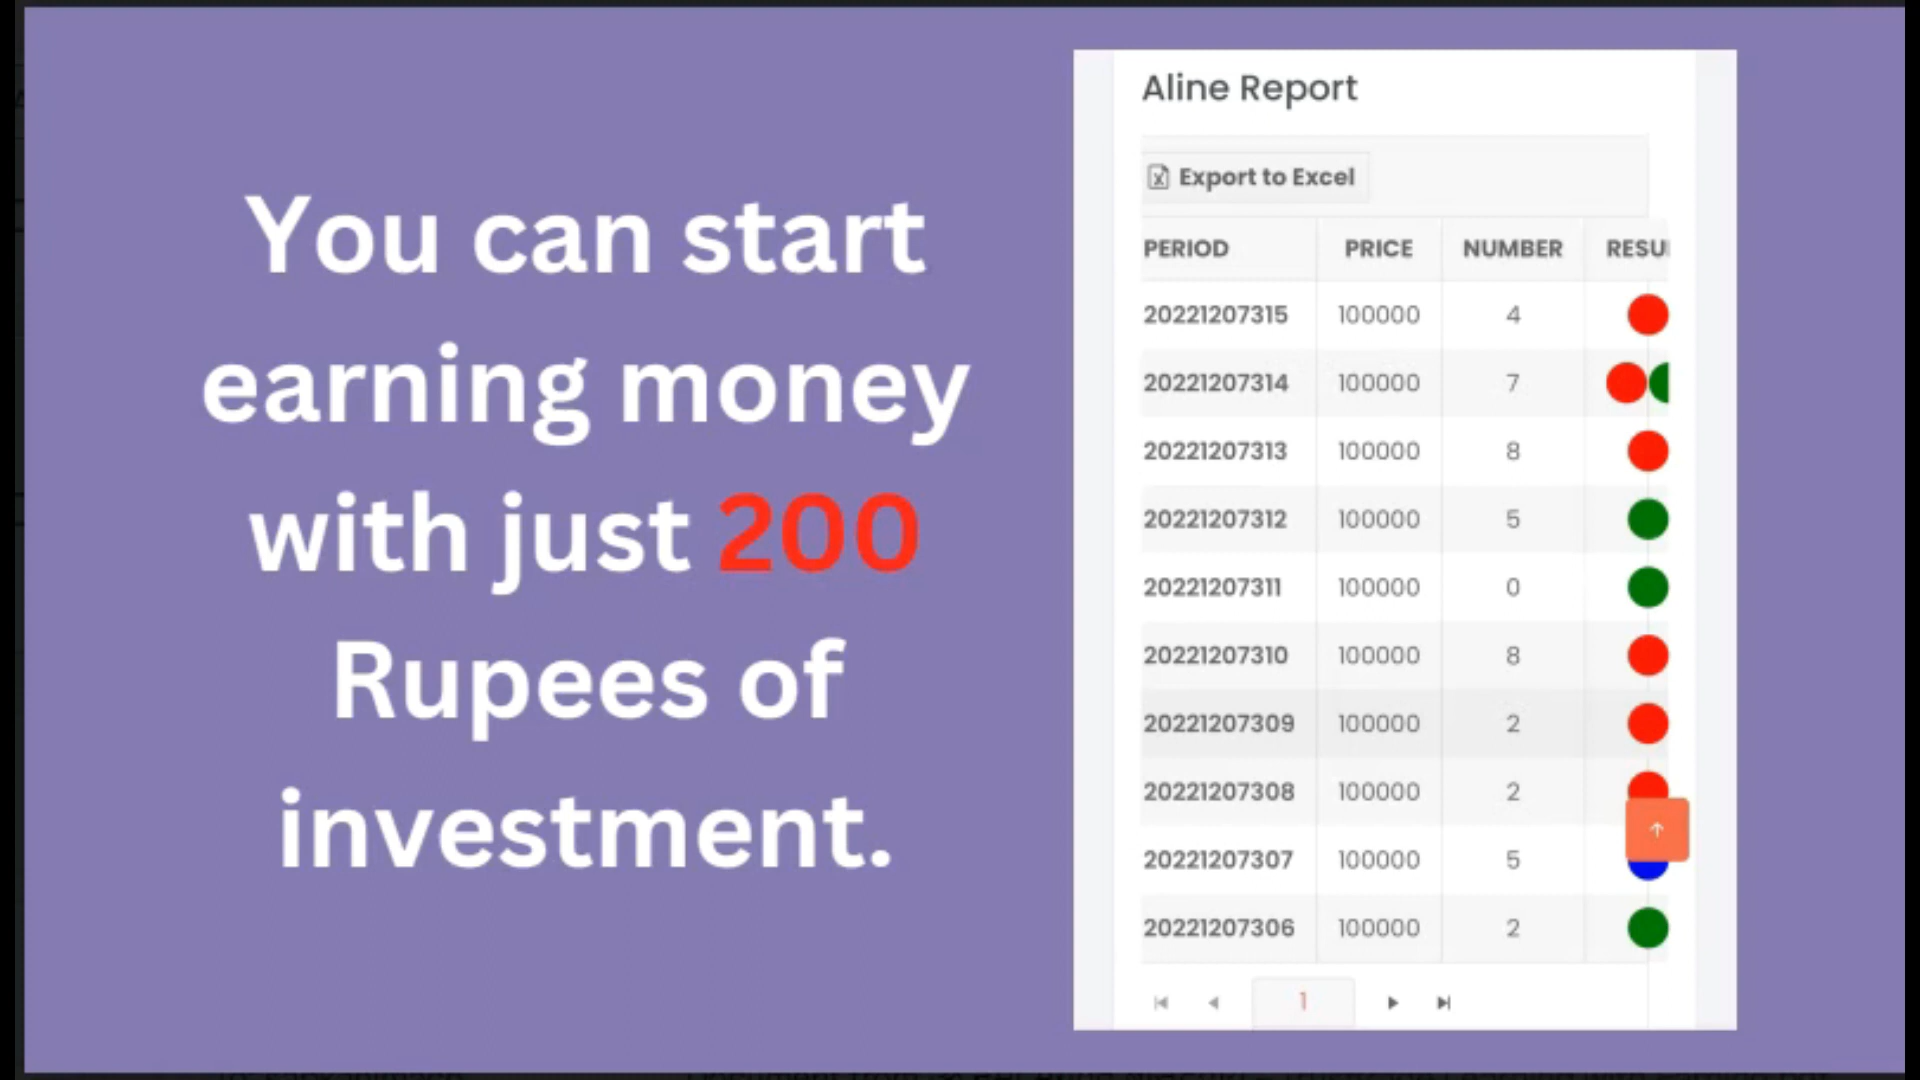 You can start
earning money
with just 200
Rupees of
investment.
Aline Report
Export to Excel
PERIOD PRICE NUMBER RESUL
20221207315 100000 4
20221207314 100000 7
20221207313 100000 8
20221207312 100000 5
20221207311 100000 0
20221207310 100000 8
20221207309 100000 2
20221207308 100000 2
20221207307 100000 5
20221207306 100000 2
1